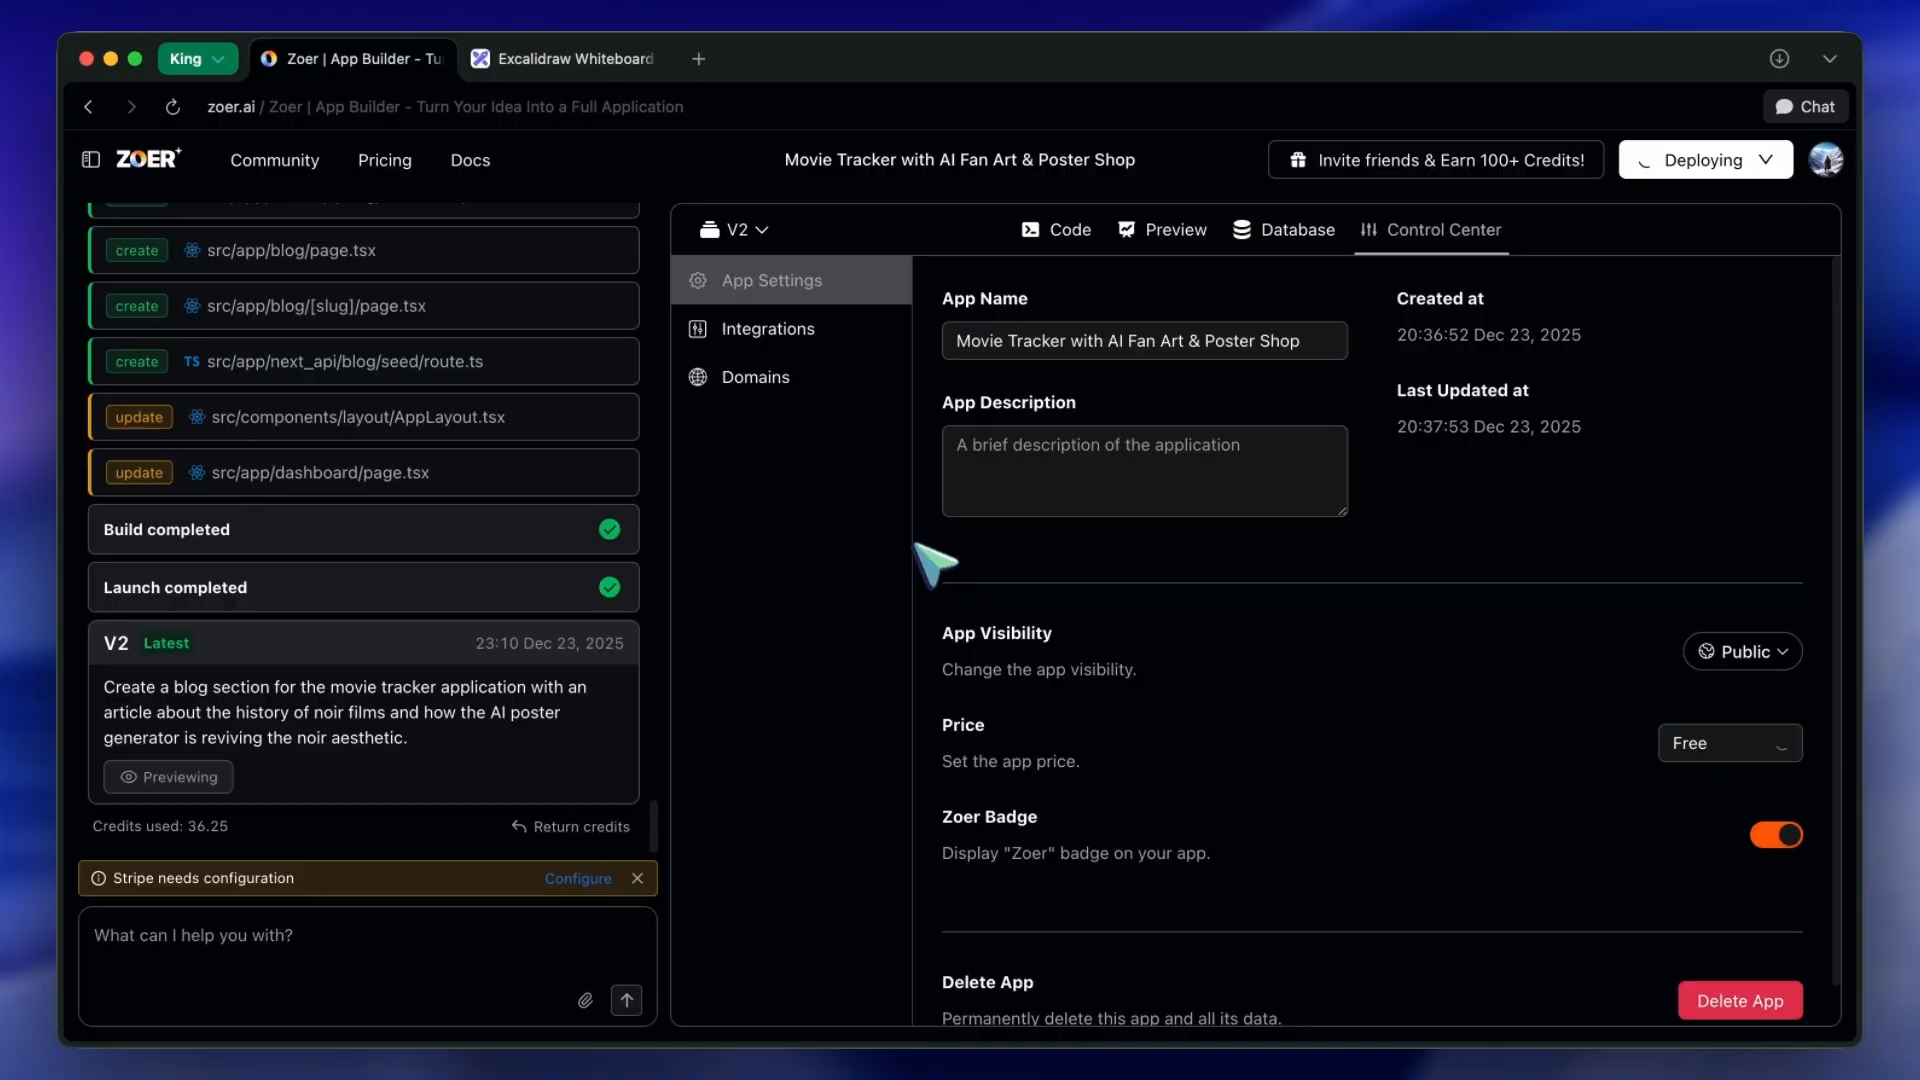 King
Zoer | App Builder - Tu
Excalidraw Whiteboard
zoer.ai / Zoer | App Builder - Turn Your Idea Into a Full Application
Chat
ZOER
Community
Pricing
Docs
Movie Tracker with AI Fan Art & Poster Shop
Invite friends & Earn 100+ Credits!
Deploying
create src/app/blog/page.tsx
create src/app/blog/[slug]/page.tsx
create TS src/app/next_api/blog/seed/route.ts
update src/components/layout/AppLayout.tsx
update src/app/dashboard/page.tsx
Build completed
Launch completed
V2 Latest 23:10 Dec 23, 2025
Create a blog section for the movie tracker application with an
article about the history of noir films and how the AI poster
generator is reviving the noir aesthetic.
Previewing
Credits used: 36.25
Return credits
Stripe needs configuration
Configure
What can I help you with?
V2
Code
Preview
Database
Control Center
App Settings
Integrations
Domains
App Name
Movie Tracker with AI Fan Art & Poster Shop
App Description
A brief description of the application
Created at
20:36:52 Dec 23, 2025
Last Updated at
20:37:53 Dec 23, 2025
App Visibility
Change the app visibility.
Public
Price
Set the app price.
Free
Zoer Badge
Display "Zoer" badge on your app.
Delete App
Permanently delete this app and all its data.
Delete App